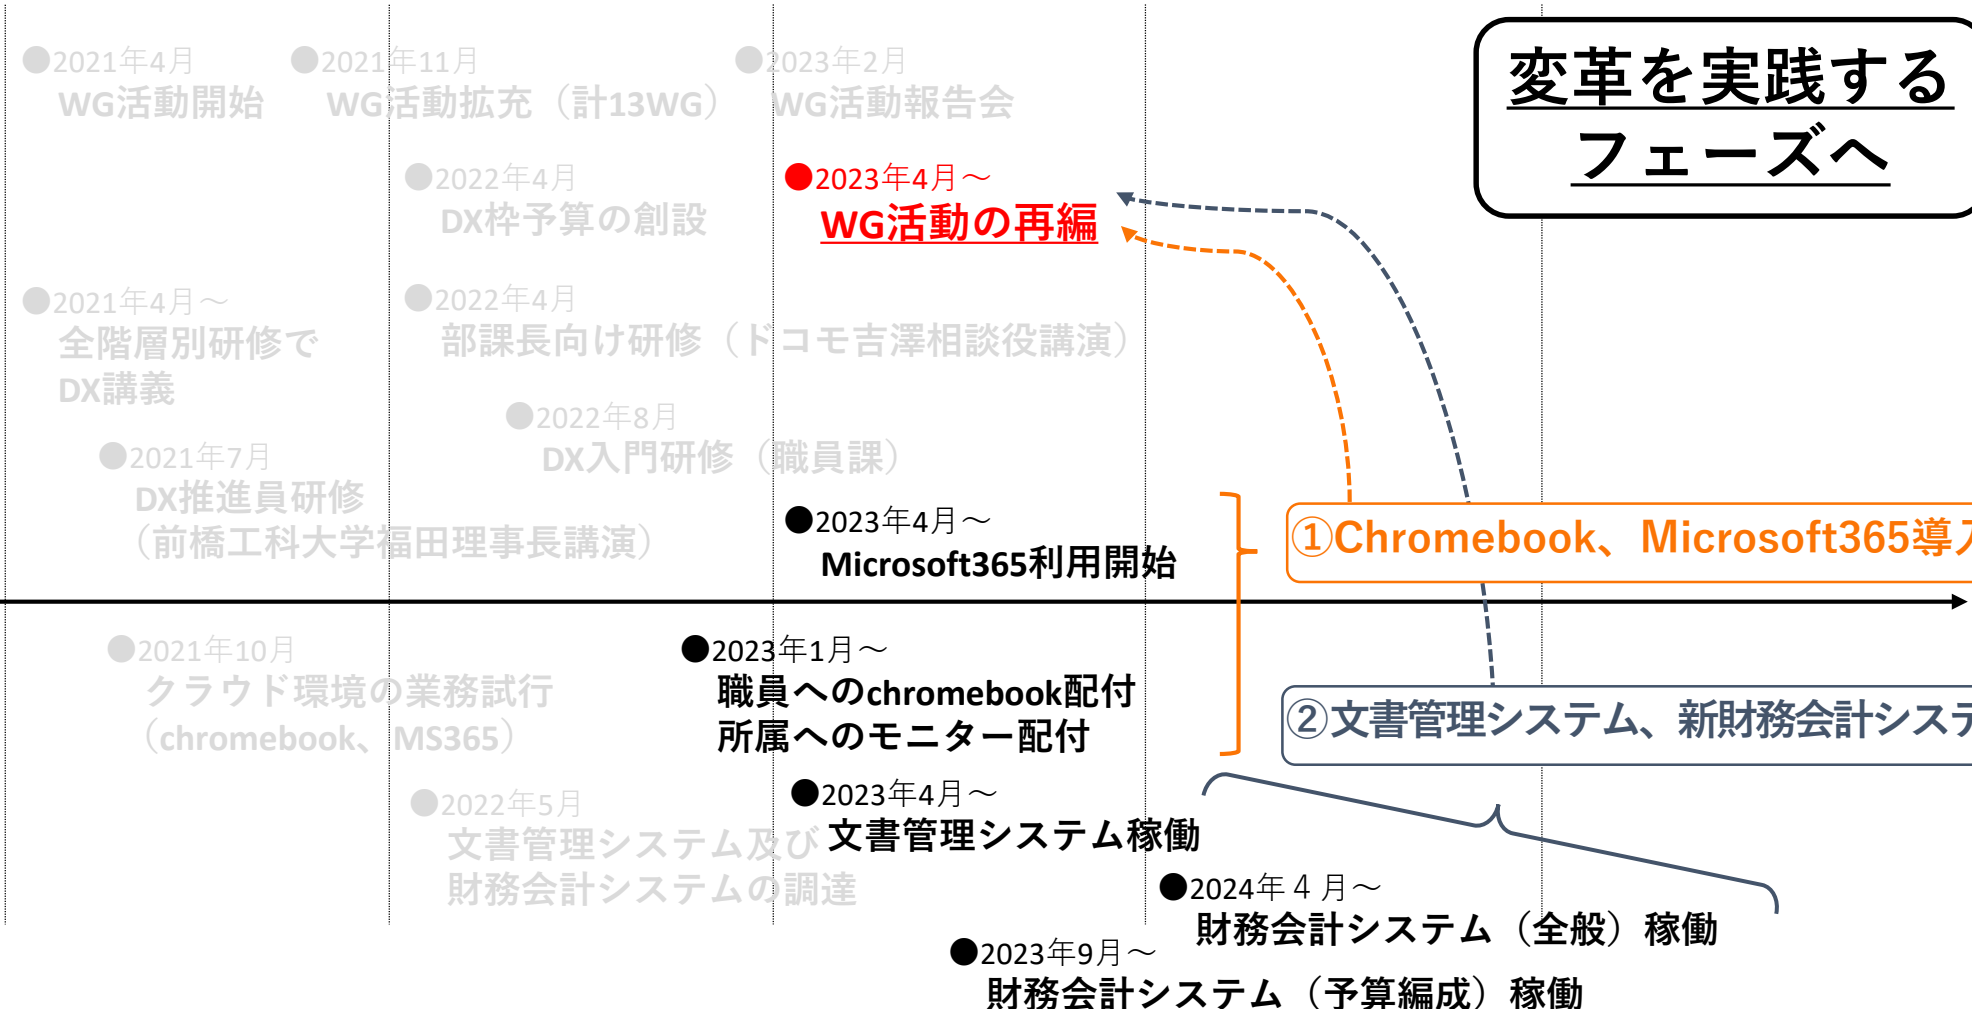 ●2021年4月
WG活動開始
●2021年11月
WG活動拡充（計13WG）
●2023年2月
WG活動報告会
変革を実践する
フェーズへ
●2022年4月
DX枠予算の創設
●2023年4月～
WG活動の再編
●2021年4月～
全階層別研修で
DX講義
●2022年4月
部課長向け研修（ドコモ吉澤相談役講演）
●2022年8月
DX入門研修（職員課）
●2021年7月
DX推進員研修
（前橋工科大学福田理事長講演）
●2023年4月～
Microsoft365利用開始
①Chromebook、Microsoft365導入
●2021年10月
クラウド環境の業務試行
（chromebook、MS365）
●2023年1月～
職員へのchromebook配付
所属へのモニター配付
②文書管理システム、新財務会計システ
●2022年5月
文書管理システム及び
財務会計システムの調達
●2023年4月～
文書管理システム稼働
●2024年４月～
財務会計システム（全般）稼働
●2023年9月～
財務会計システム（予算編成）稼働